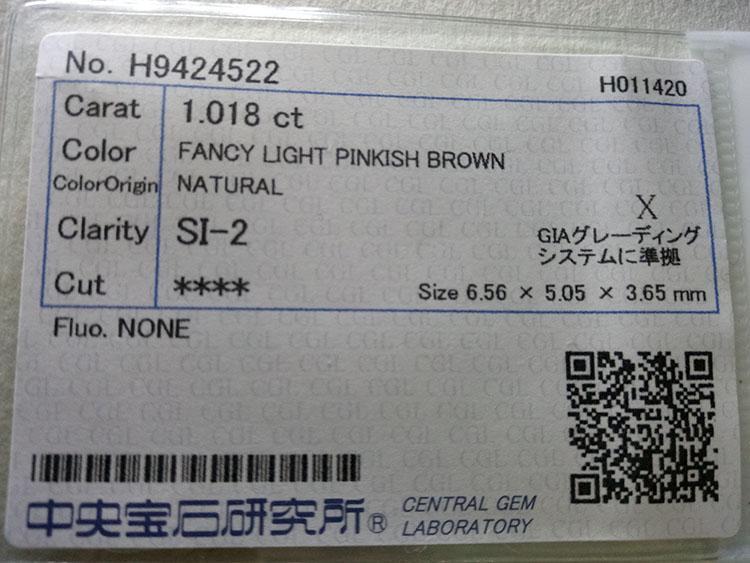 No. H9424522
H011420
Carat 1.018 ct
Color FANCY LIGHT PINKISH BROWN
ColorOrigin NATURAL
Clarity SI-2
X
GIAグレーディング
システムに準拠
Cut ****
Size 6.56 × 5.05 × 3.65 mm
Fluo. NONE
中央宝石研究所® CENTRAL GEM
LABORATORY